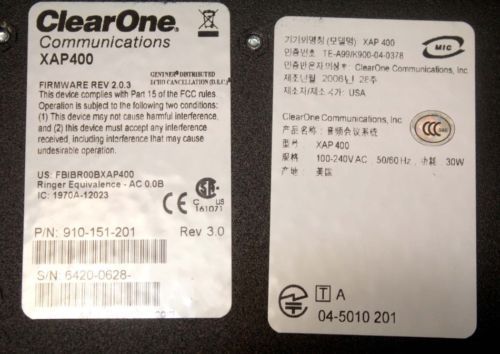 ClearOne
Communications
XAP400
GENTNER® DISTRIBUTED
ECHO CANCELLATION (D.E.C.)®
FIRMWARE REV 2.0.3
This device complies with Part 15 of the FCC rules
Operation is subject to the following conditions:
(1) This device may not cause harmful interference,
and (2) this device must accept any interference
received, including interference that may cause
undesirable operation.
US: FBIBR00BXAP400
Ringer Equivalence - AC 0.0B
IC: 1970A-12023
CE
C US
161071
P/N: 910-151-201 Rev 3.0
S/N: 6420-0628-
기기의명칭 (모델명) : XAP 400
인증번호: TE-A99/K900-04-0378
인증받은자의상호: ClearOne Communications, Inc
제조년월: 2006년 28주
제조자/제조국가: USA
MIC
ClearOne Communications, Inc
产品名称: 音频会议系统
型号: XAP 400
规格: 100-240V AC 50/60 Hz, 功耗 30W
产地: 美国
CCC
T A
04-5010 201